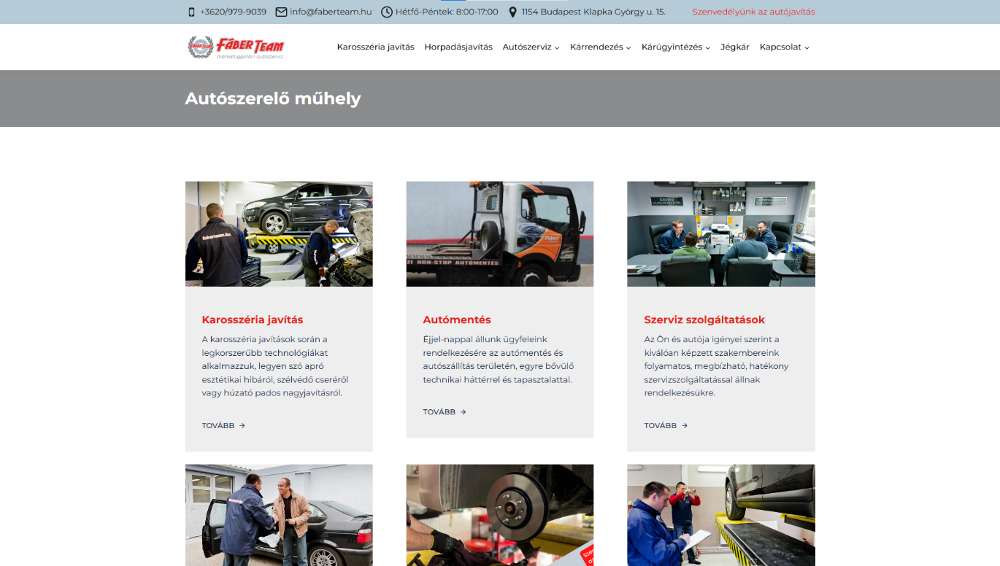 +3620/979-9039 info@faberteam.hu Hétfő-Péntek: 8:00-17:00 1154 Budapest Klapka György u. 15. Szenvedélyünk az autójavítás
FÁBER TEAM
márkafüggetlen autószerviz
Karosszéria javítás Horpadásjavítás Autószerviz Kárrendezés Kárügyintézés Jégkár Kapcsolat
Autószerelő műhely
faberteam.hu
Fáber
ZI NON-STOP AUTÓMENTÉS
Karosszéria javítás
A karosszéria javítások során a
legkorszerűbb technológiákat
alkalmazzuk, legyen szó apró
esztétikai hibáról, szélvédő cseréről
vagy húzató pados nagyjavításról.
TOVÁBB →
Autómentés
Éjjel-nappal állunk ügyfeleink
rendelkezésére az autómentés és
autószállítás területén, egyre bővülő
technikai háttérrel és tapasztalattal.
TOVÁBB →
Szerviz szolgáltatások
Az Ön és autója igényei szerint a
kiválóan képzett szakembereink
folyamatos, megbízható, hatékony
szervizszolgáltatással állnak
rendelkezésükre.
TOVÁBB →